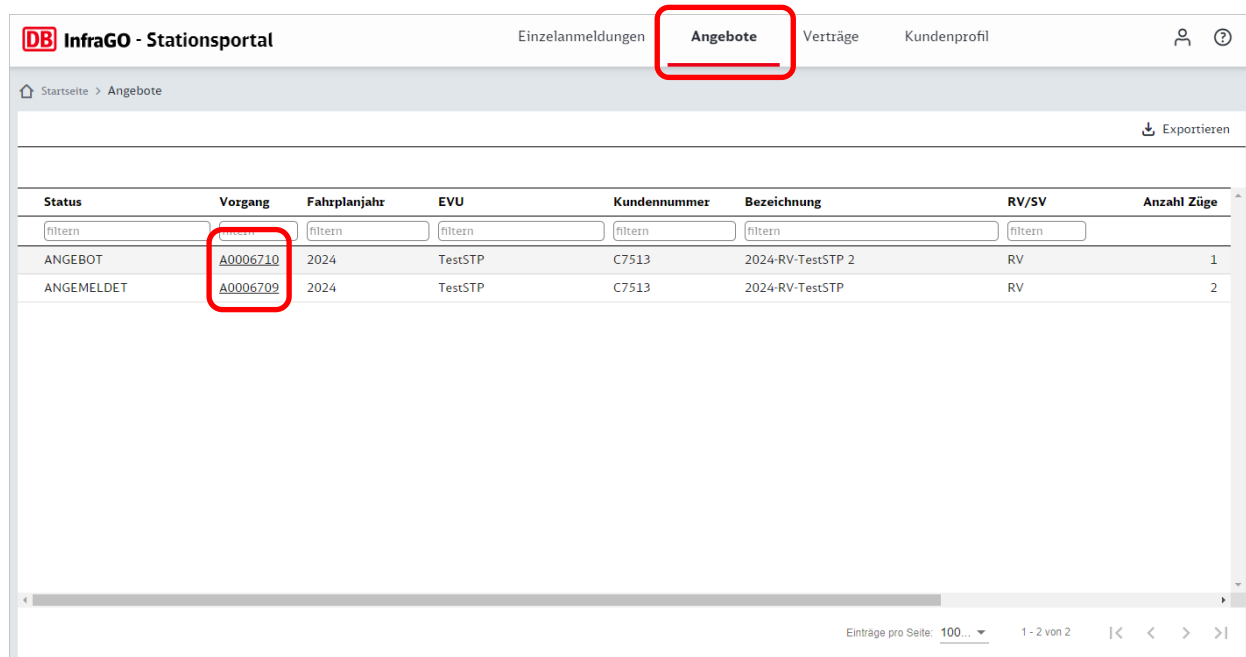 DB InfraGO - Stationsportal Einzelanmeldungen Angebote Verträge Kundenprofil
Startseite > Angebote
Exportieren
Status Vorgang Fahrplanjahr EVU Kundennummer Bezeichnung RV/SV Anzahl Züge
filtern filtern filtern filtern filtern filtern filtern
ANGEBOT A0006710 2024 TestSTP C7513 2024-RV-TestSTP 2 RV 1
ANGEMELDET A0006709 2024 TestSTP C7513 2024-RV-TestSTP RV 2
Einträge pro Seite: 100... 1 - 2 von 2